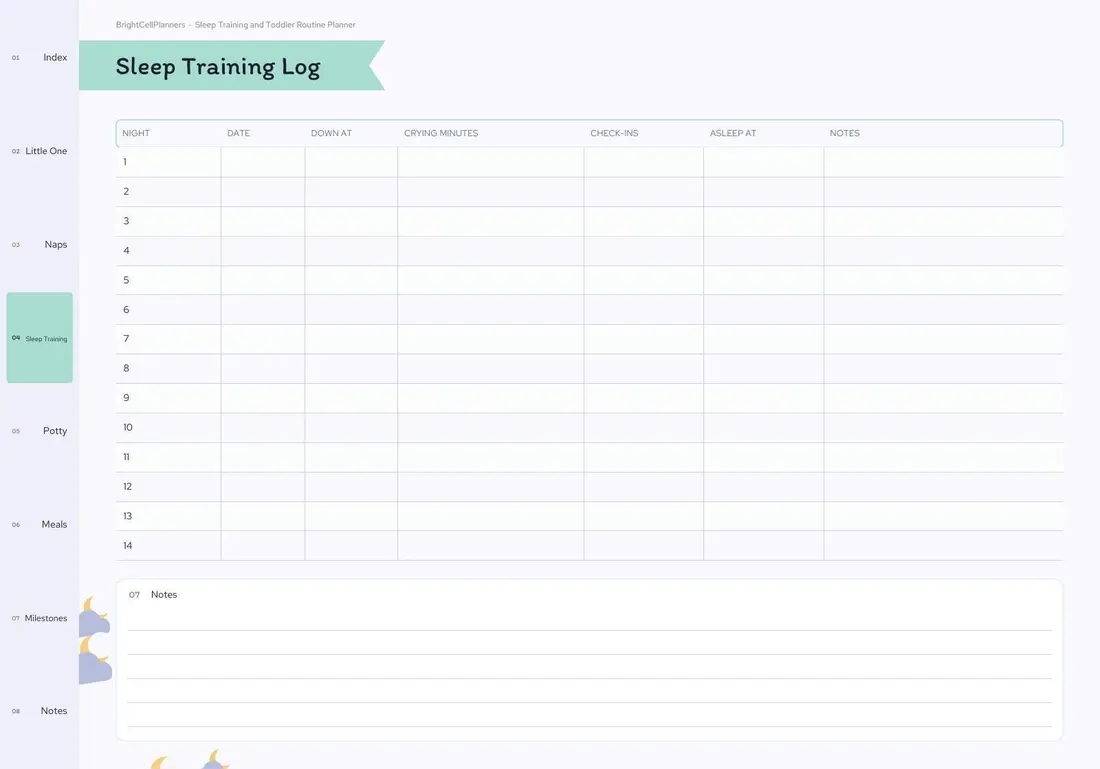 BrightCellPlanners - Sleep Training and Toddler Routine Planner
01 Index
02 Little One
03 Naps
04 Sleep Training
05 Potty
06 Meals
07 Milestones
08 Notes
Sleep Training Log
NIGHT DATE DOWN AT CRYING MINUTES CHECK-INS ASLEEP AT NOTES
1
2
3
4
5
6
7
8
9
10
11
12
13
14
07 Notes